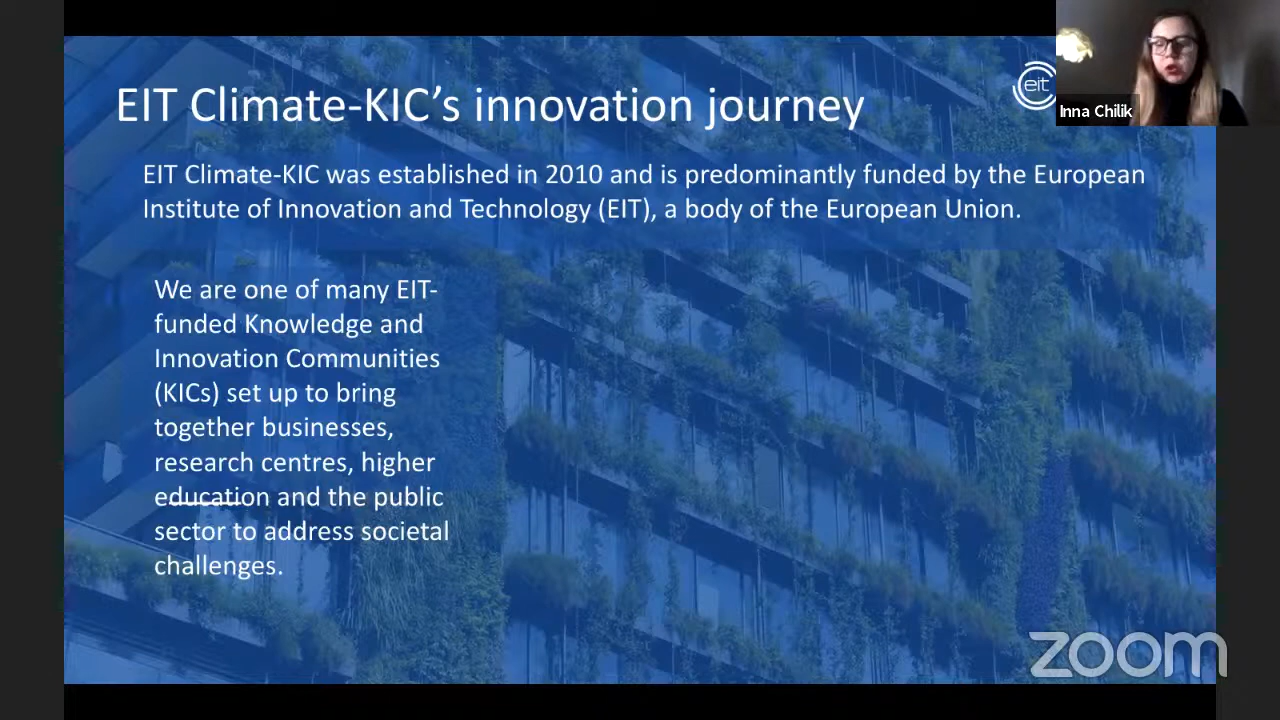 EIT Climate-KIC’s innovation journey
eit
Inna Chilik
EIT Climate-KIC was established in 2010 and is predominantly funded by the European
Institute of Innovation and Technology (EIT), a body of the European Union.
We are one of many EIT-
funded Knowledge and
Innovation Communities
(KICs) set up to bring
together businesses,
research centres, higher
education and the public
sector to address societal
challenges.
zoom